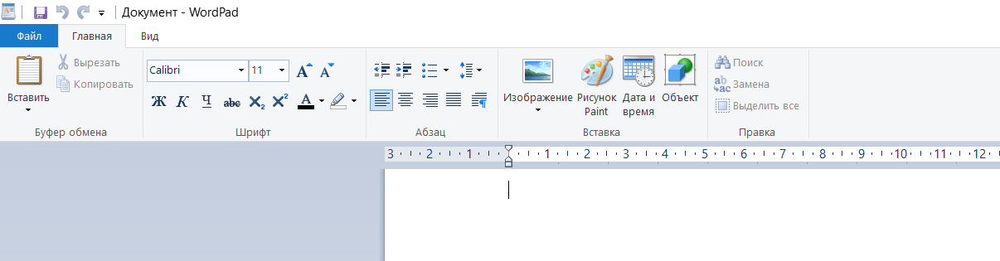 Документ - WordPad
Файл Главная Вид
Вставить
Вырезать
Копировать
Буфер обмена
Calibri 11 A A
Ж К Ч abc X₂ X² A
Шрифт
Абзац
Изображение
Рисунок Paint
Дата и время
Объект
Вставка
Поиск
Замена
Выделить все
Правка
3 2 1 1 2 3 4 5 6 7 8 9 10 11 12